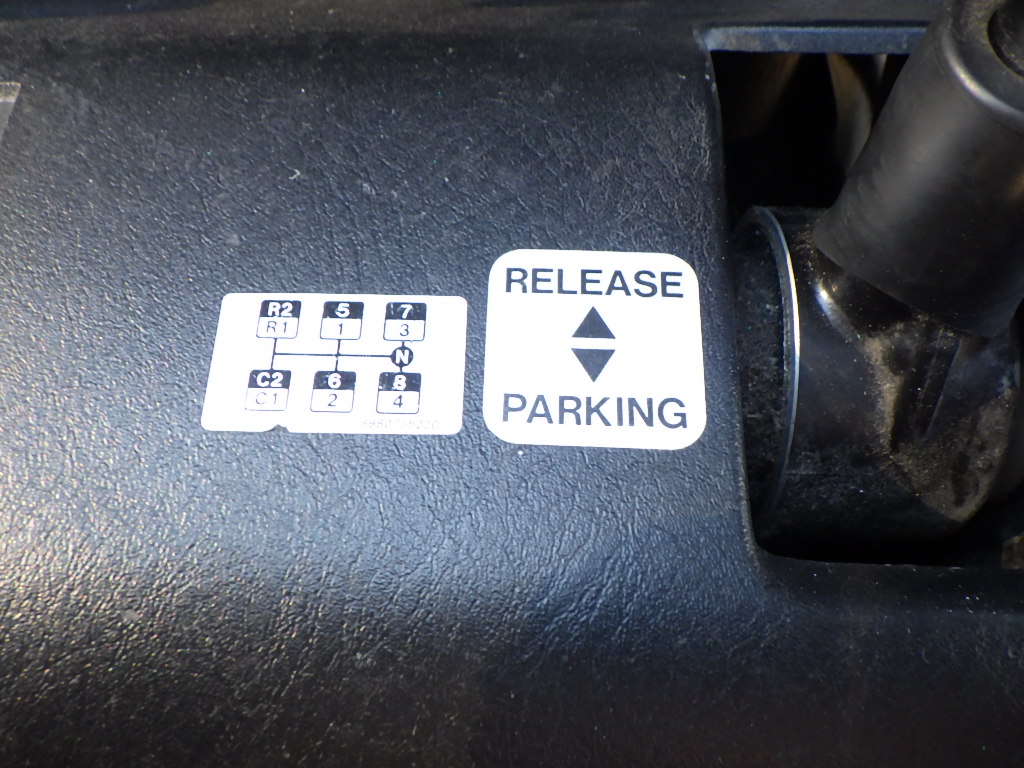 R2 5 7
R1 1 3
N
C2 6 8
C1 2 4
RELEASE
PARKING